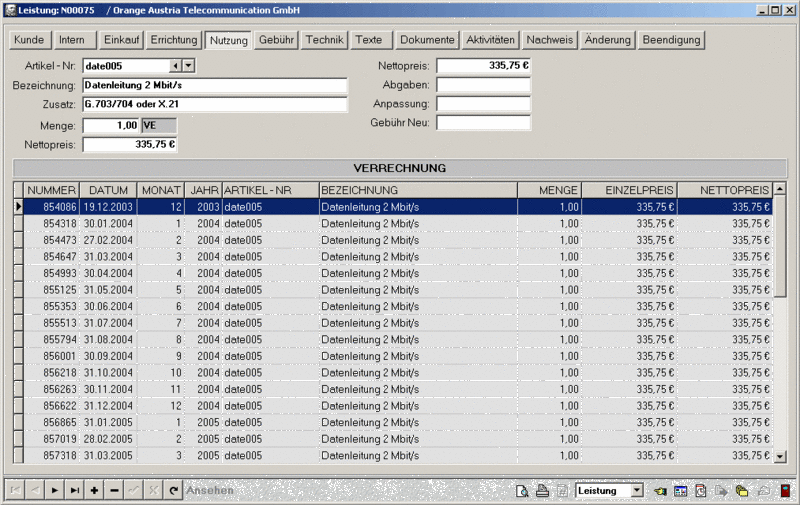 Leistung: N00075 / Orange Austria Telecommunication GmbH
Kunde Intern Einkauf Errichtung Nutzung Gebühr Technik Texte Dokumente Aktivitäten Nachweis Änderung Beendigung
Artikel - Nr: date005 Nettopreis: 335,75 €
Bezeichnung: Datenleitung 2 Mbit/s Abgaben:
Zusatz: G.703/704 oder X.21 Anpassung:
Menge: 1,00 VE Gebühr Neu:
Nettopreis: 335,75 €
VERRECHNUNG
NUMMER DATUM MONAT JAHR ARTIKEL - NR BEZEICHNUNG MENGE EINZELPREIS NETTOPREIS
854086 19.12.2003 12 2003 date005 Datenleitung 2 Mbit/s 1,00 335,75 € 335,75 €
854318 30.01.2004 1 2004 date005 Datenleitung 2 Mbit/s 1,00 335,75 € 335,75 €
854473 27.02.2004 2 2004 date005 Datenleitung 2 Mbit/s 1,00 335,75 € 335,75 €
854647 31.03.2004 3 2004 date005 Datenleitung 2 Mbit/s 1,00 335,75 € 335,75 €
854993 30.04.2004 4 2004 date005 Datenleitung 2 Mbit/s 1,00 335,75 € 335,75 €
855125 31.05.2004 5 2004 date005 Datenleitung 2 Mbit/s 1,00 335,75 € 335,75 €
855353 30.06.2004 6 2004 date005 Datenleitung 2 Mbit/s 1,00 335,75 € 335,75 €
855513 31.07.2004 7 2004 date005 Datenleitung 2 Mbit/s 1,00 335,75 € 335,75 €
855794 31.08.2004 8 2004 date005 Datenleitung 2 Mbit/s 1,00 335,75 € 335,75 €
856001 30.09.2004 9 2004 date005 Datenleitung 2 Mbit/s 1,00 335,75 € 335,75 €
856218 31.10.2004 10 2004 date005 Datenleitung 2 Mbit/s 1,00 335,75 € 335,75 €
856263 30.11.2004 11 2004 date005 Datenleitung 2 Mbit/s 1,00 335,75 € 335,75 €
856622 31.12.2004 12 2004 date005 Datenleitung 2 Mbit/s 1,00 335,75 € 335,75 €
856865 31.01.2005 1 2005 date005 Datenleitung 2 Mbit/s 1,00 335,75 € 335,75 €
857019 28.02.2005 2 2005 date005 Datenleitung 2 Mbit/s 1,00 335,75 € 335,75 €
857318 31.03.2005 3 2005 date005 Datenleitung 2 Mbit/s 1,00 335,75 € 335,75 €
Ansehen Leistung